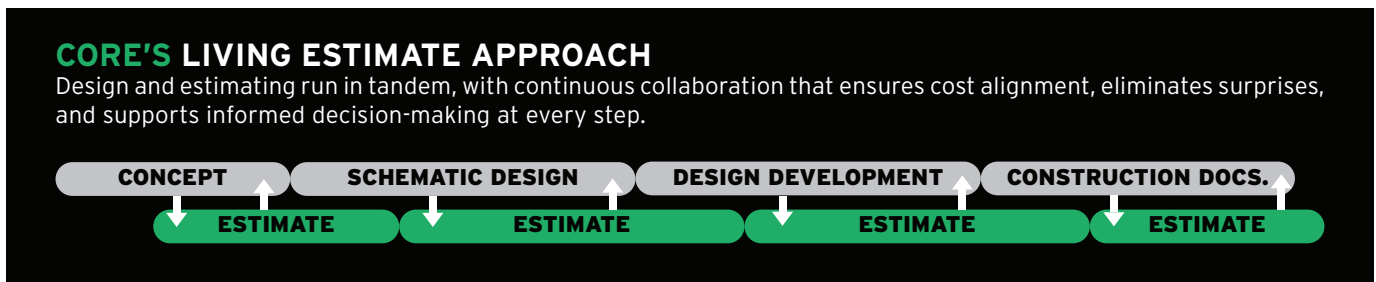 CORE'S LIVING ESTIMATE APPROACH
Design and estimating run in tandem, with continuous collaboration that ensures cost alignment, eliminates surprises,
and supports informed decision-making at every step.
CONCEPT SCHEMATIC DESIGN DESIGN DEVELOPMENT CONSTRUCTION DOCS.
ESTIMATE ESTIMATE ESTIMATE ESTIMATE